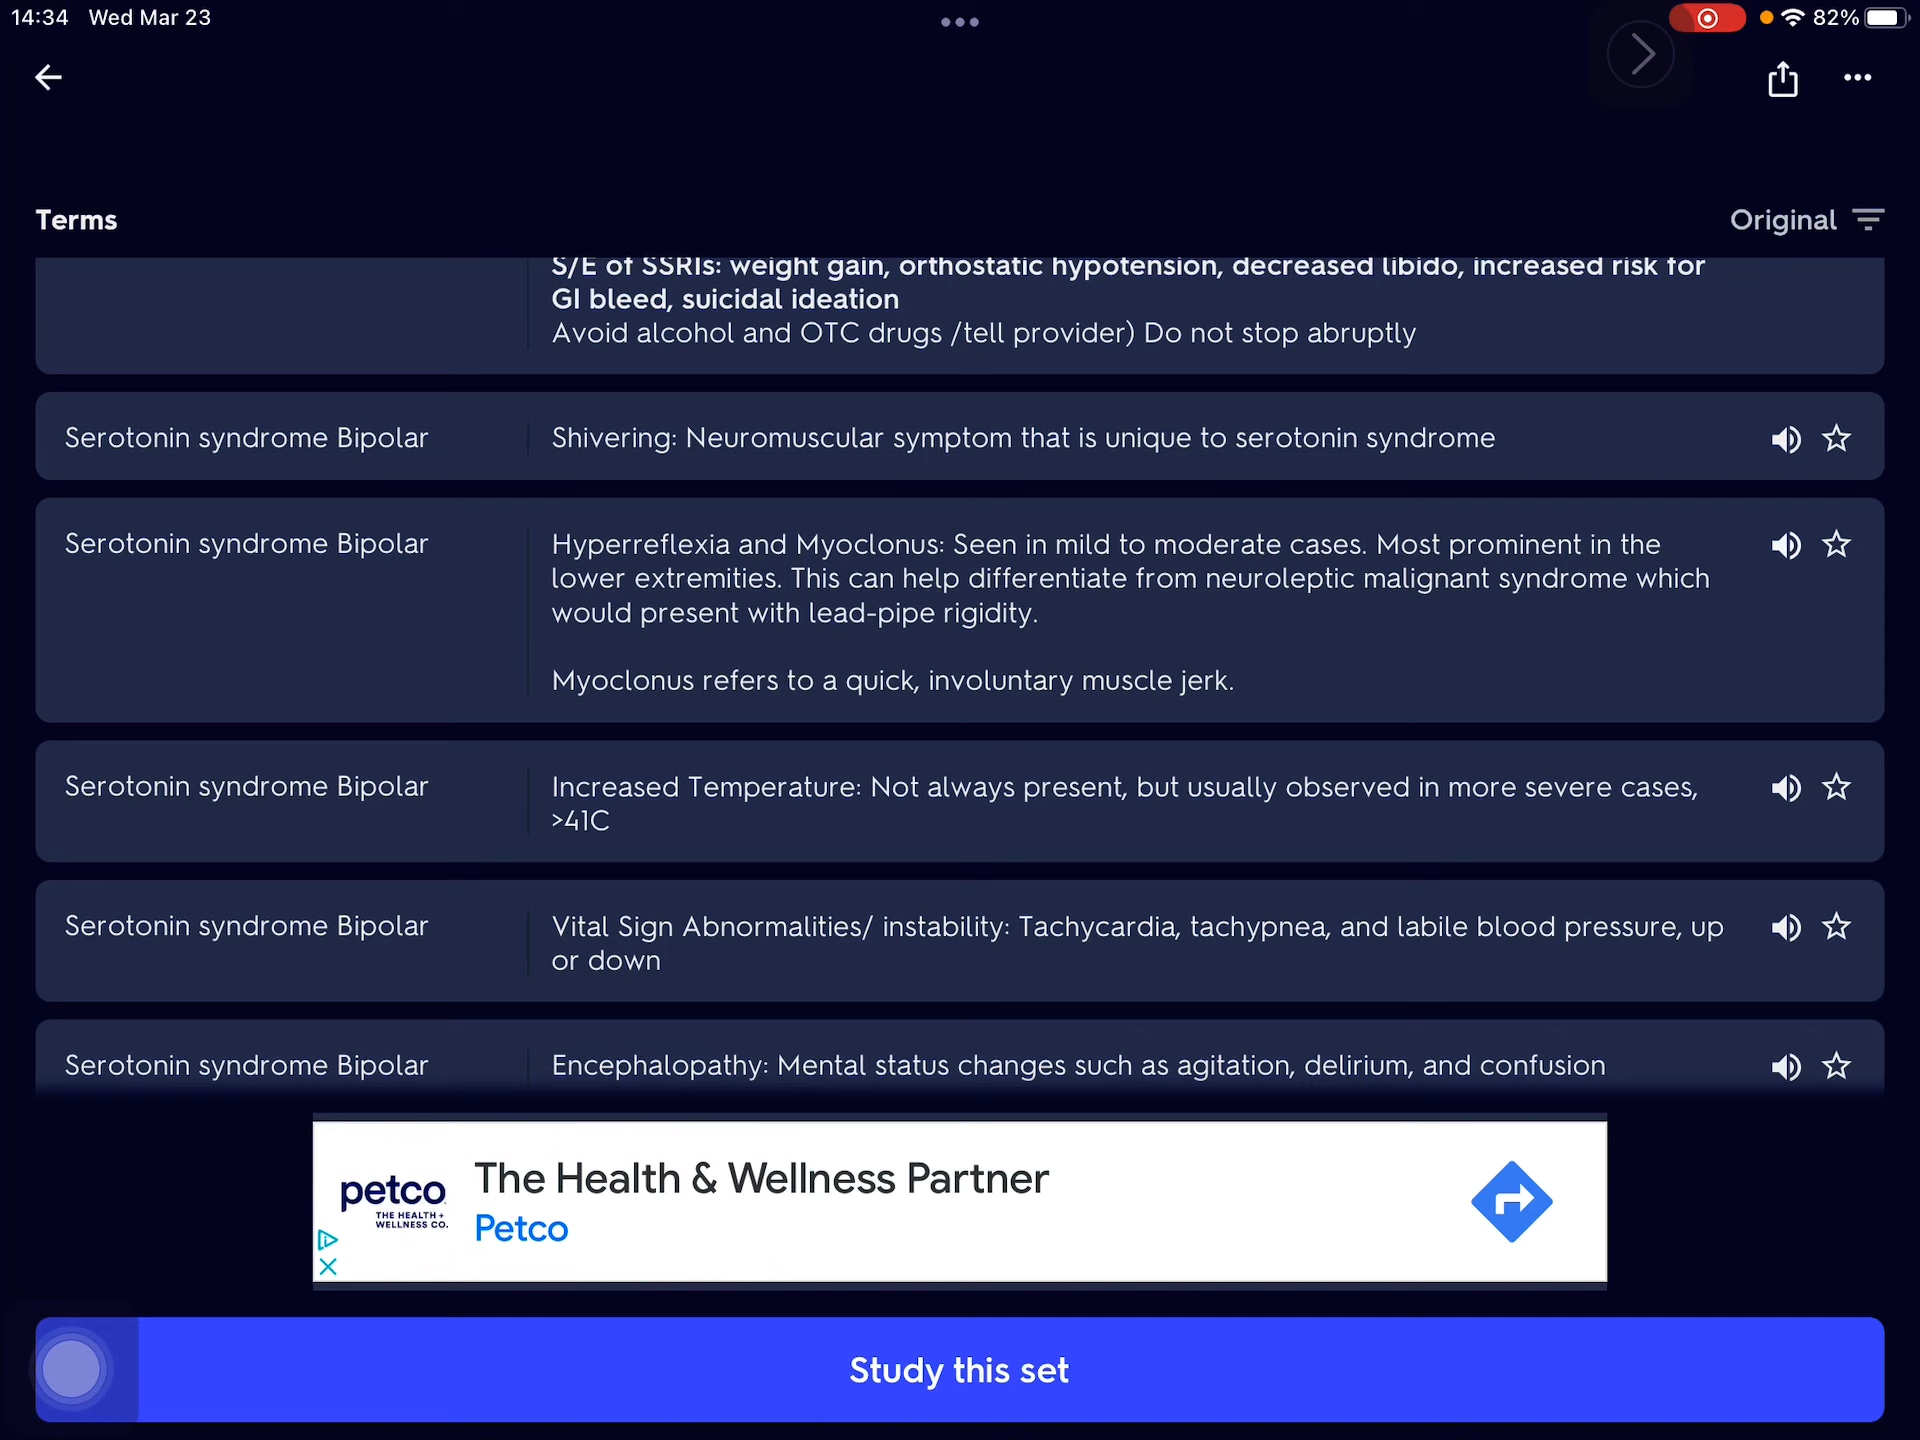 14:34 Wed Mar 23
82%
Terms
Original
S/E of SSRIs: weight gain, orthostatic hypotension, decreased libido, increased risk for
GI bleed, suicidal ideation
Avoid alcohol and OTC drugs /tell provider) Do not stop abruptly
Serotonin syndrome Bipolar
Shivering: Neuromuscular symptom that is unique to serotonin syndrome
Serotonin syndrome Bipolar
Hyperreflexia and Myoclonus: Seen in mild to moderate cases. Most prominent in the
lower extremities. This can help differentiate from neuroleptic malignant syndrome which
would present with lead-pipe rigidity.
Myoclonus refers to a quick, involuntary muscle jerk.
Serotonin syndrome Bipolar
Increased Temperature: Not always present, but usually observed in more severe cases,
>41C
Serotonin syndrome Bipolar
Vital Sign Abnormalities/ instability: Tachycardia, tachypnea, and labile blood pressure, up
or down
Serotonin syndrome Bipolar
Encephalopathy: Mental status changes such as agitation, delirium, and confusion
petco
THE HEALTH +
WELLNESS CO.
The Health & Wellness Partner
Petco
Study this set